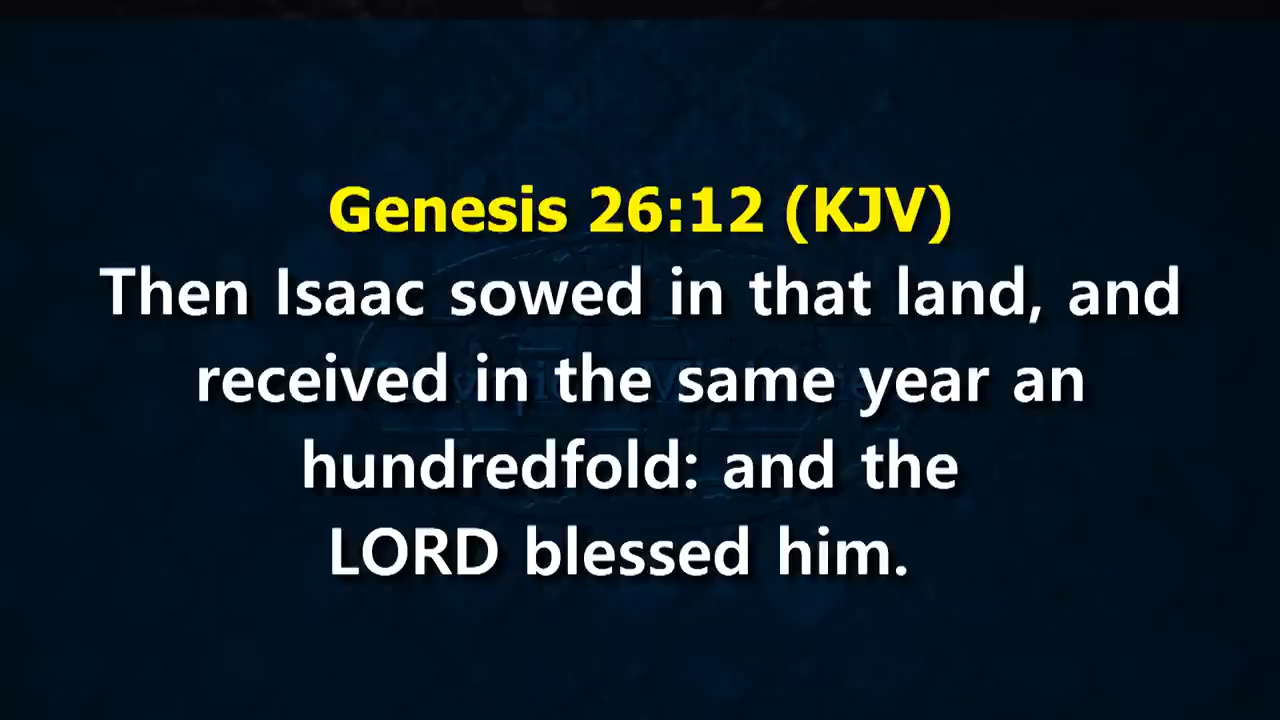 Genesis 26:12 (KJV)
Then Isaac sowed in that land, and
received in the same year an
hundredfold: and the
LORD blessed him.